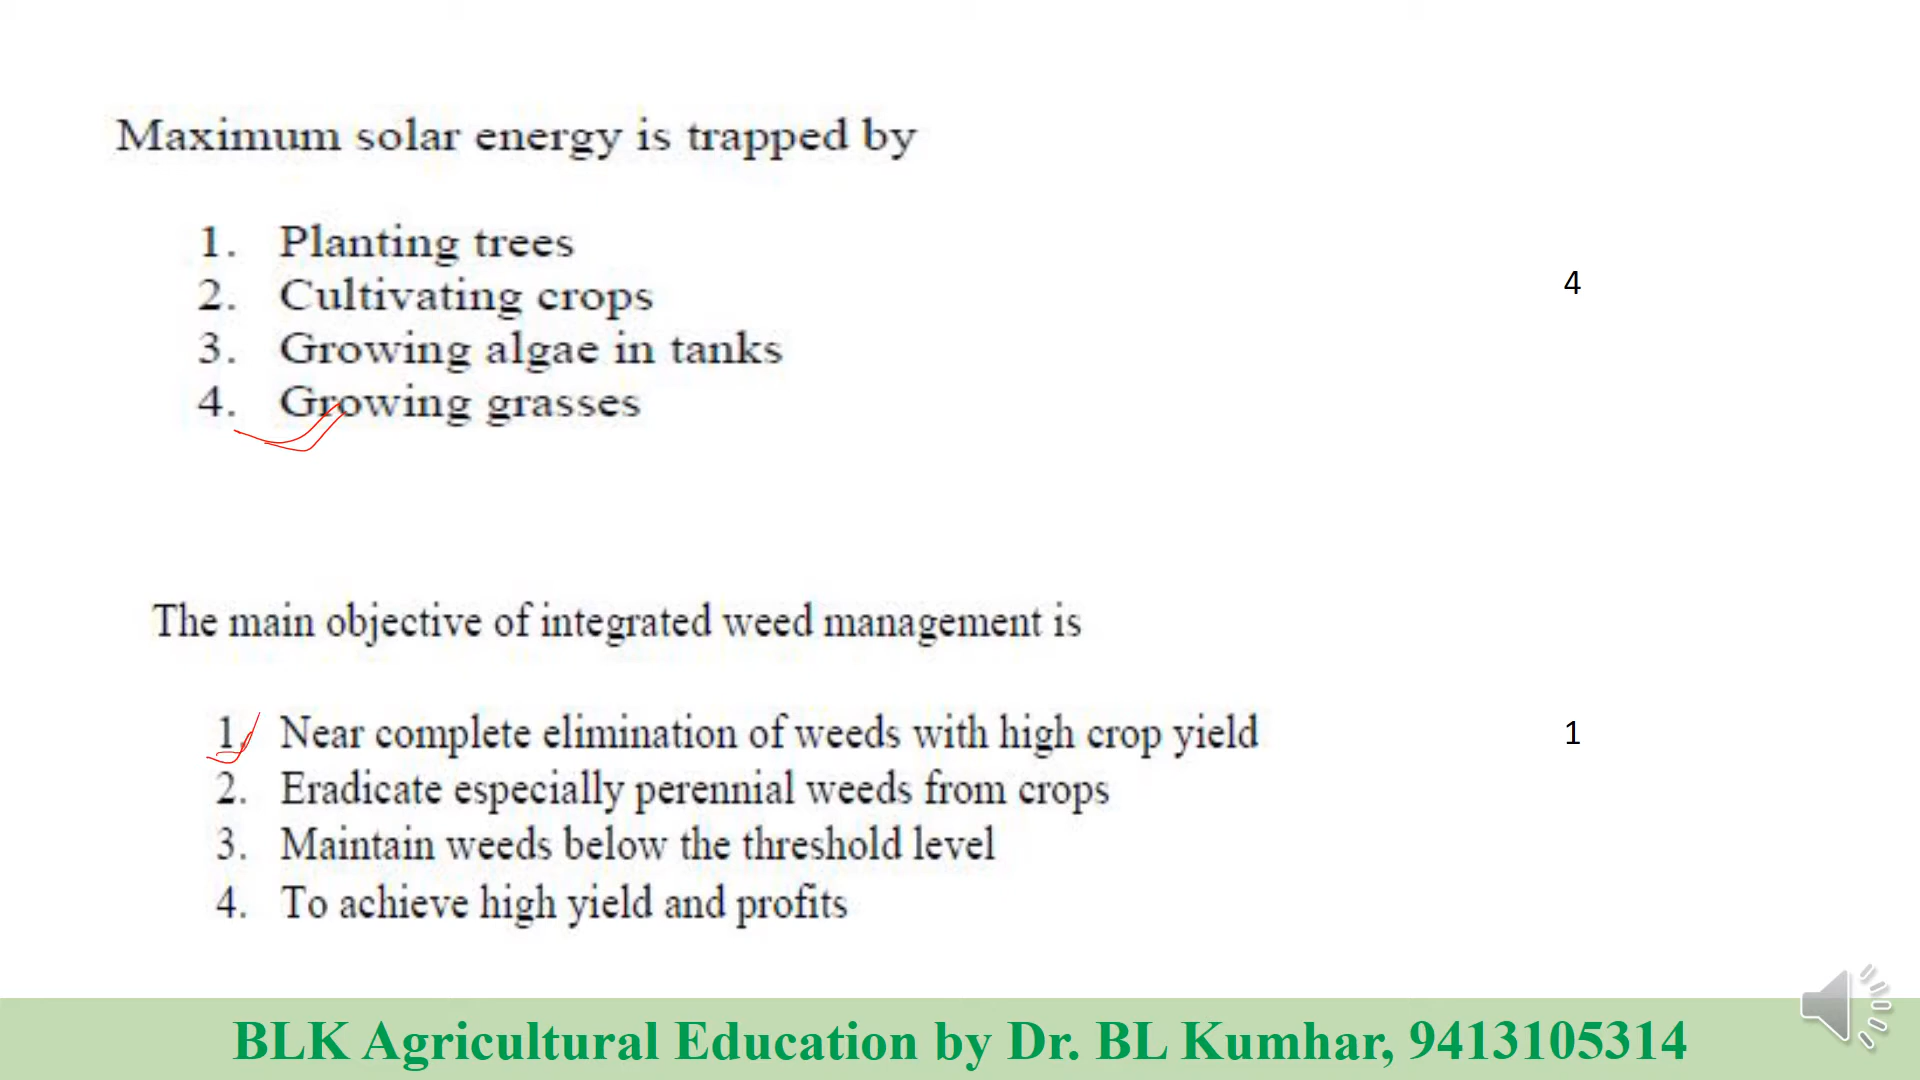 Maximum solar energy is trapped by
1. Planting trees
2. Cultivating crops
4
3. Growing algae in tanks
4. Growing grasses
The main objective of integrated weed management is
1. Near complete elimination of weeds with high crop yield
1
2. Eradicate especially perennial weeds from crops
3. Maintain weeds below the threshold level
4. To achieve high yield and profits
BLK Agricultural Education by Dr. BL Kumhar, 9413105314